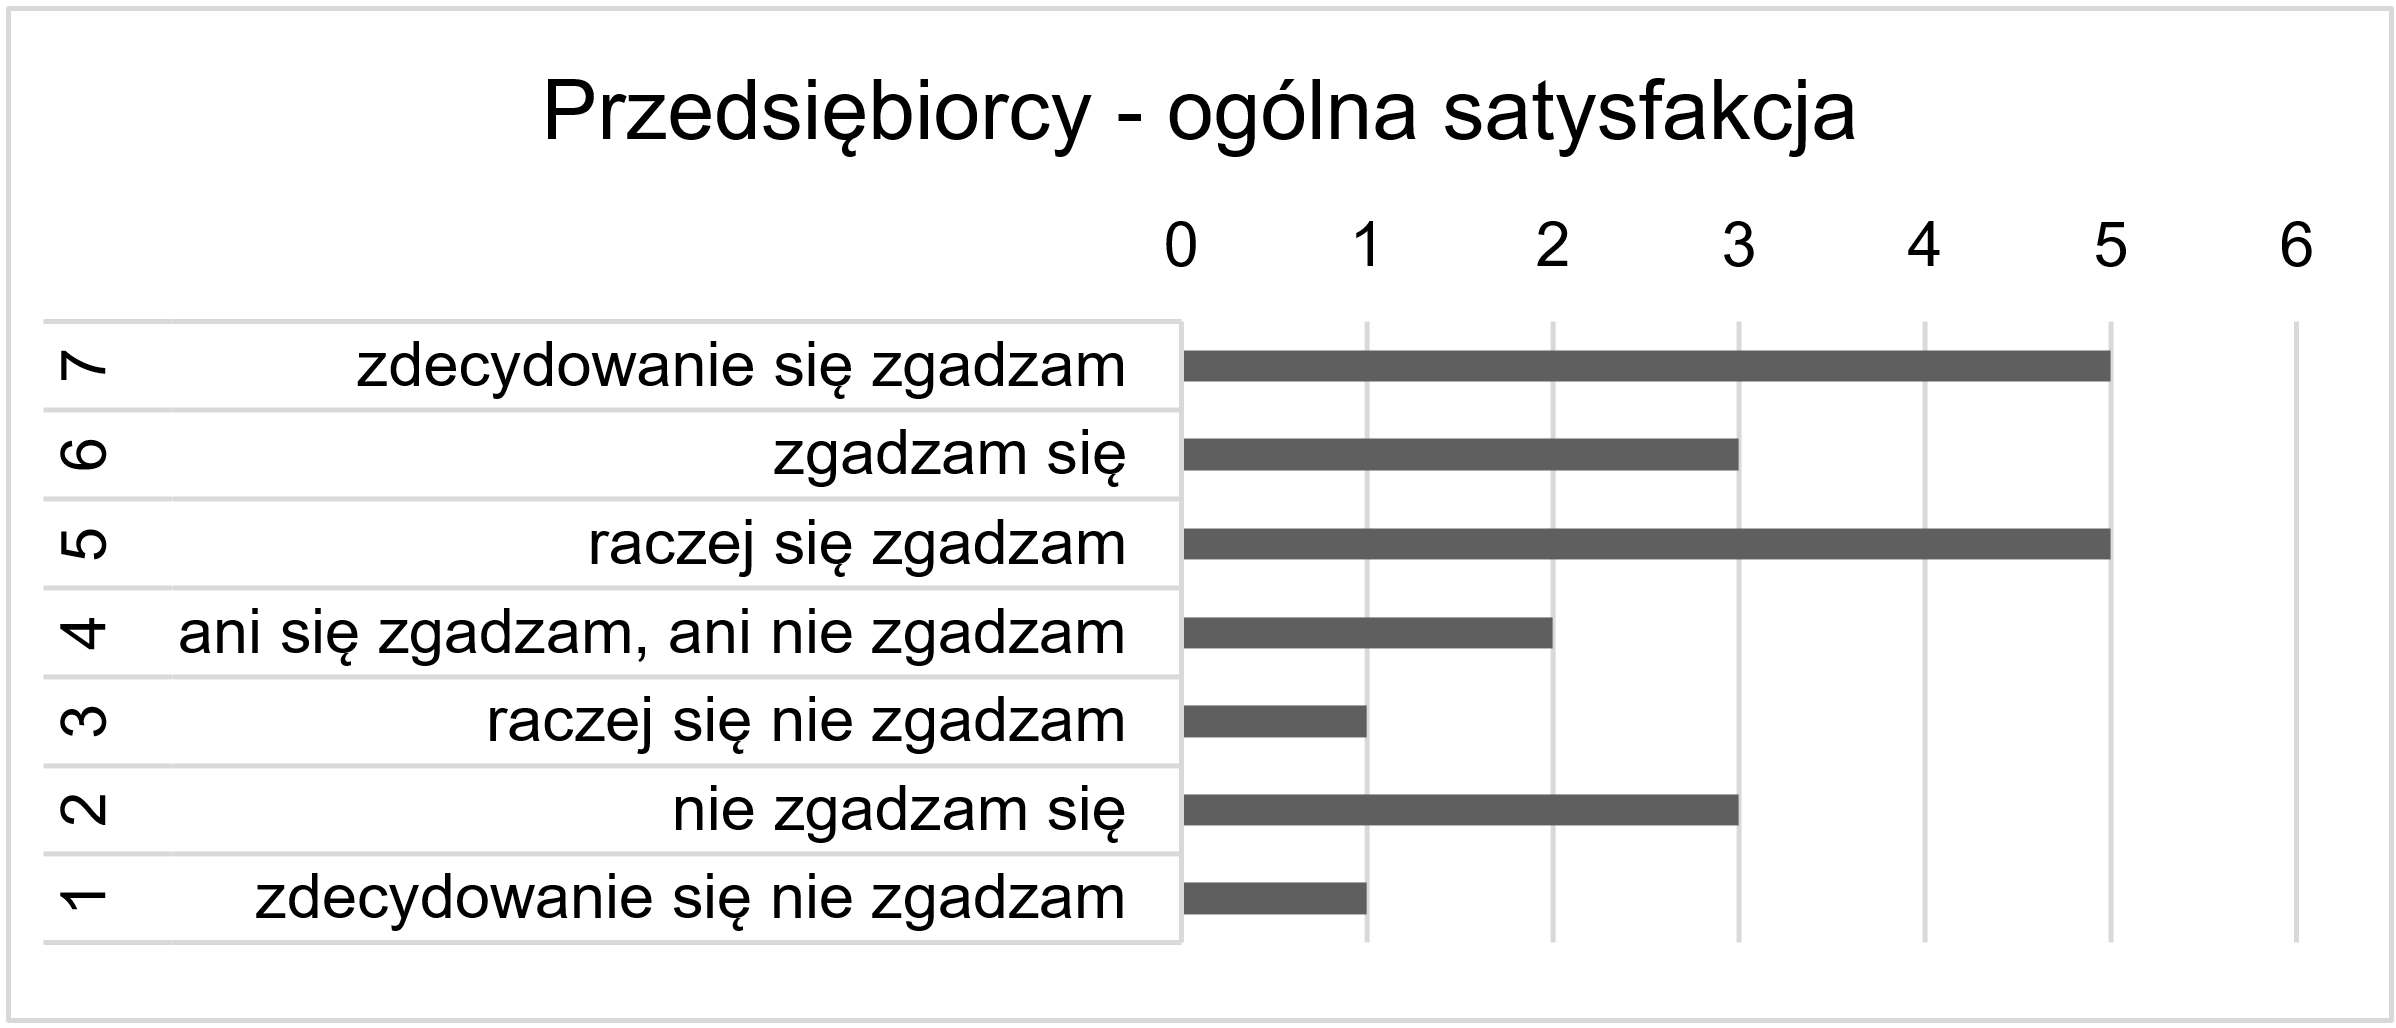 Przedsiębiorcy - ogólna satysfakcja
0 1 2 3 4 5 6
7 zdecydowanie się zgadzam
6 zgadzam się
5 raczej się zgadzam
4 ani się zgadzam, ani nie zgadzam
3 raczej się nie zgadzam
2 nie zgadzam się
1 zdecydowanie się nie zgadzam